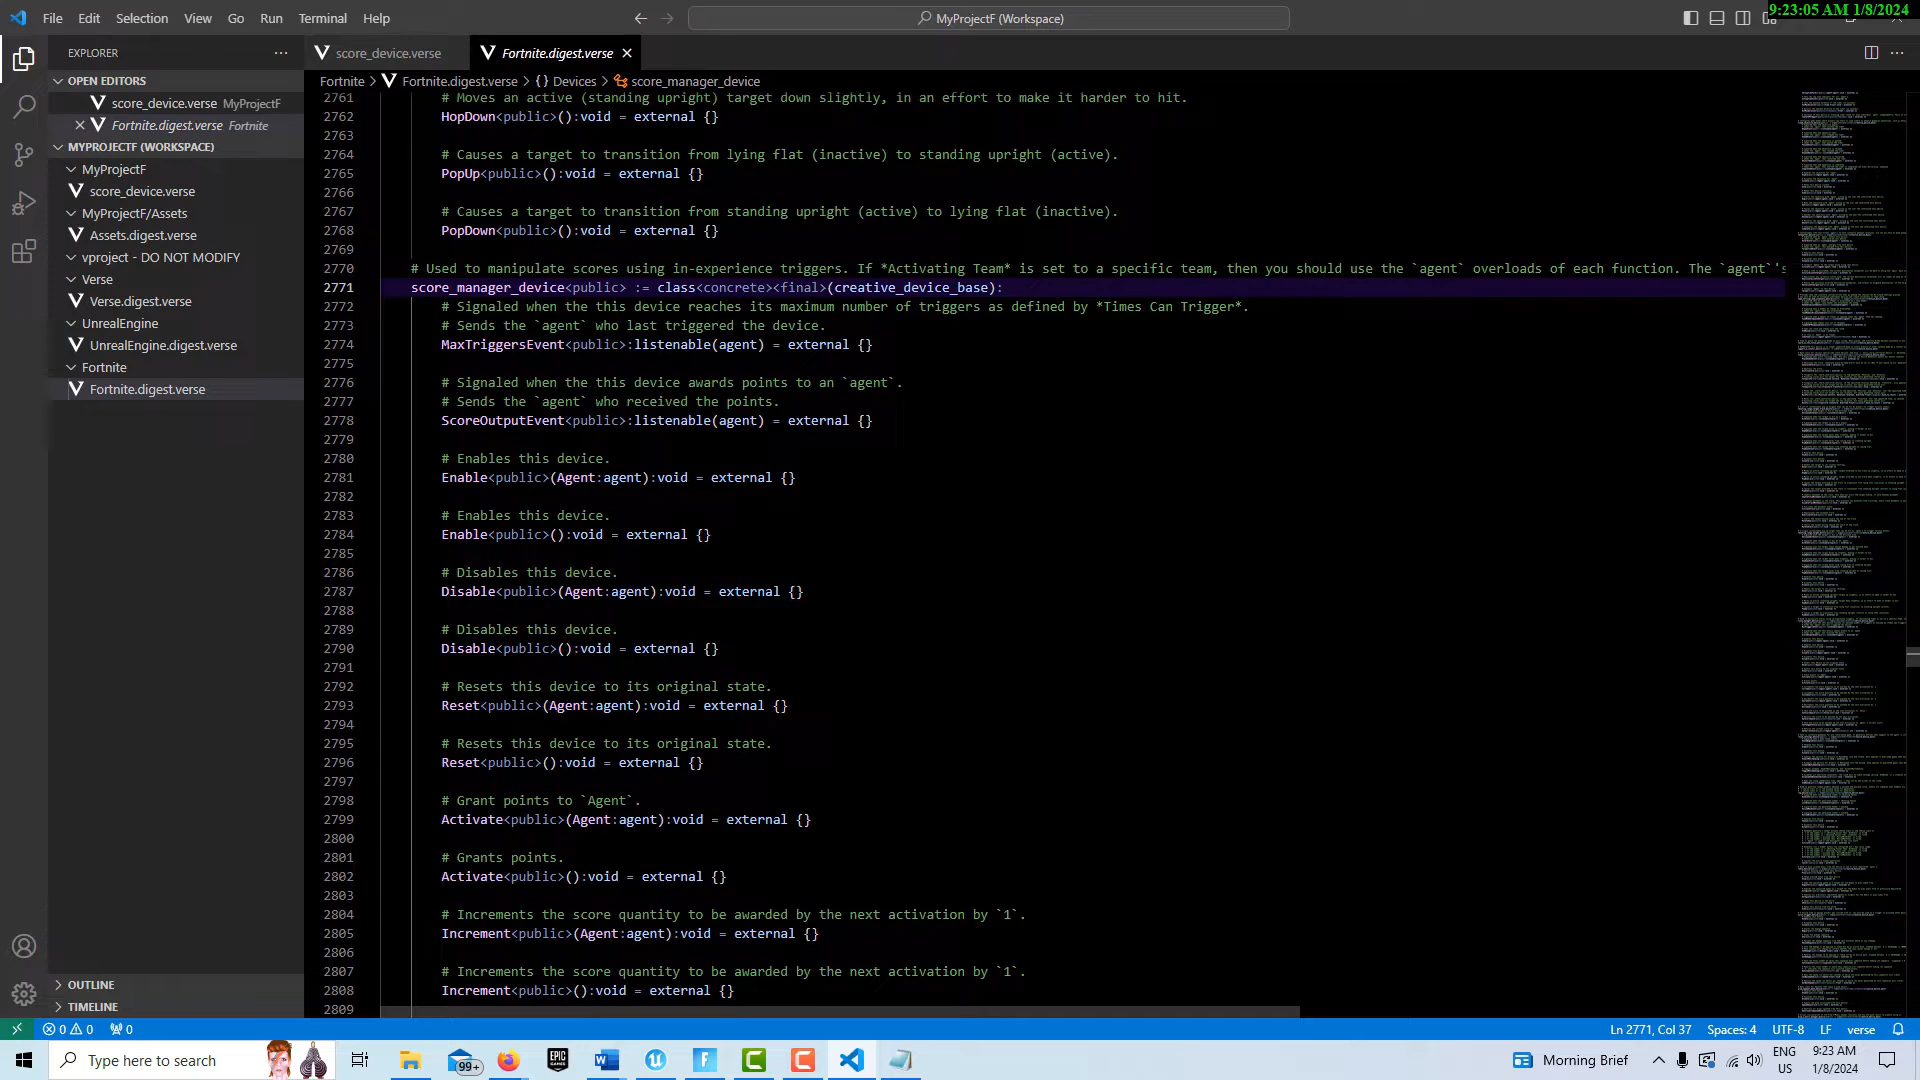 File Edit Selection View Go Run Terminal Help
MyProjectF (Workspace)
9:23:05 AM 1/8/2024
EXPLORER
OPEN EDITORS
score_device.verse MyProjectF
Fortnite.digest.verse Fortnite
MYPROJECTF (WORKSPACE)
MyProjectF
score_device.verse
MyProjectF/Assets
Assets.digest.verse
vproject - DO NOT MODIFY
Verse
Verse.digest.verse
UnrealEngine
UnrealEngine.digest.verse
Fortnite
Fortnite.digest.verse
OUTLINE
TIMELINE
score_device.verse
Fortnite.digest.verse
Fortnite > Fortnite.digest.verse > {} Devices > score_manager_device
2761 # Moves an active (standing upright) target down slightly, in an effort to make it harder to hit.
2762 HopDown<public>():void = external {}
2763
2764 # Causes a target to transition from lying flat (inactive) to standing upright (active).
2765 PopUp<public>():void = external {}
2766
2767 # Causes a target to transition from standing upright (active) to lying flat (inactive).
2768 PopDown<public>():void = external {}
2769
2770 # Used to manipulate scores using in-experience triggers. If *Activating Team* is set to a specific team, then you should use the `agent` overloads of each function. The `agent`'s
2771 score_manager_device<public> := class<concrete><final>(creative_device_base):
2772 # Signaled when the this device reaches its maximum number of triggers as defined by *Times Can Trigger*.
2773 # Sends the `agent` who last triggered the device.
2774 MaxTriggersEvent<public>:listenable(agent) = external {}
2775
2776 # Signaled when the this device awards points to an `agent`.
2777 # Sends the `agent` who received the points.
2778 ScoreOutputEvent<public>:listenable(agent) = external {}
2779
2780 # Enables this device.
2781 Enable<public>(Agent:agent):void = external {}
2782
2783 # Enables this device.
2784 Enable<public>():void = external {}
2785
2786 # Disables this device.
2787 Disable<public>(Agent:agent):void = external {}
2788
2789 # Disables this device.
2790 Disable<public>():void = external {}
2791
2792 # Resets this device to its original state.
2793 Reset<public>(Agent:agent):void = external {}
2794
2795 # Resets this device to its original state.
2796 Reset<public>():void = external {}
2797
2798 # Grant points to `Agent`.
2799 Activate<public>(Agent:agent):void = external {}
2800
2801 # Grants points.
2802 Activate<public>():void = external {}
2803
2804 # Increments the score quantity to be awarded by the next activation by `1`.
2805 Increment<public>(Agent:agent):void = external {}
2806
2807 # Increments the score quantity to be awarded by the next activation by `1`.
2808 Increment<public>():void = external {}
2809
0 0 0 Ln 2771, Col 37 Spaces: 4 UTF-8 LF verse
Type here to search
99+
EPIC GAMES
Morning Brief
ENG US
9:23 AM
1/8/2024